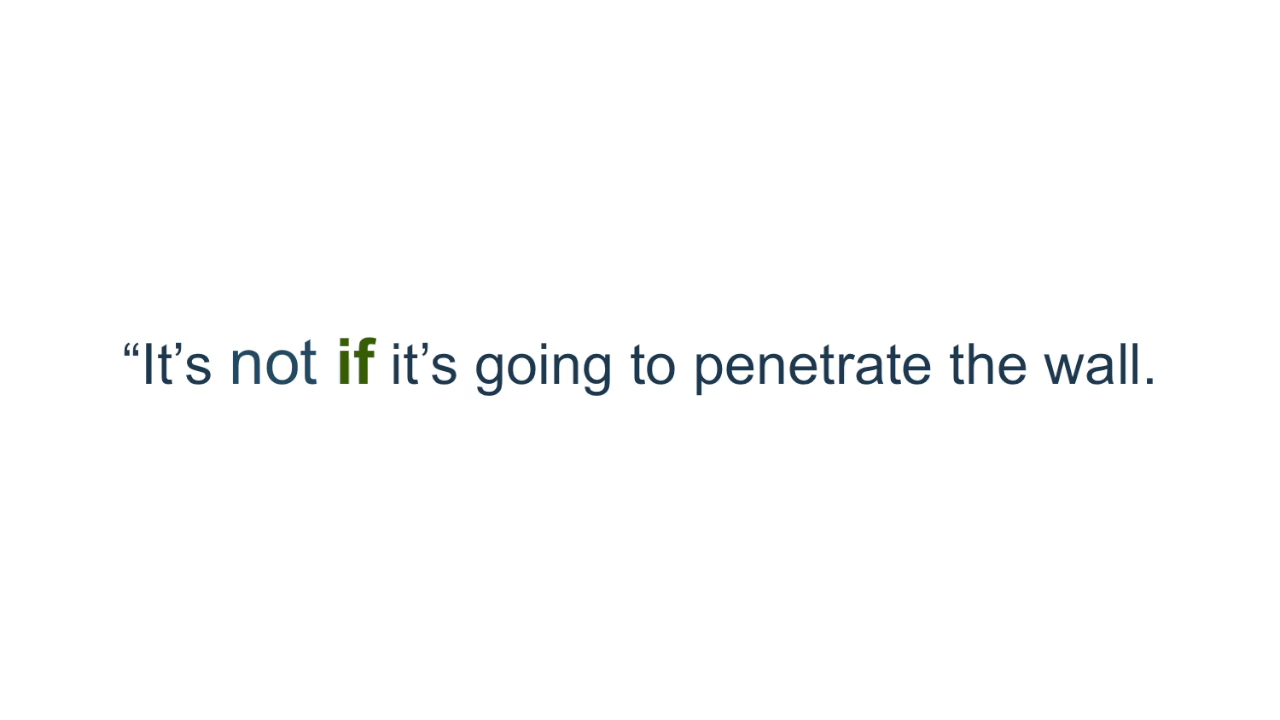 “It’s not if it’s going to penetrate the wall.